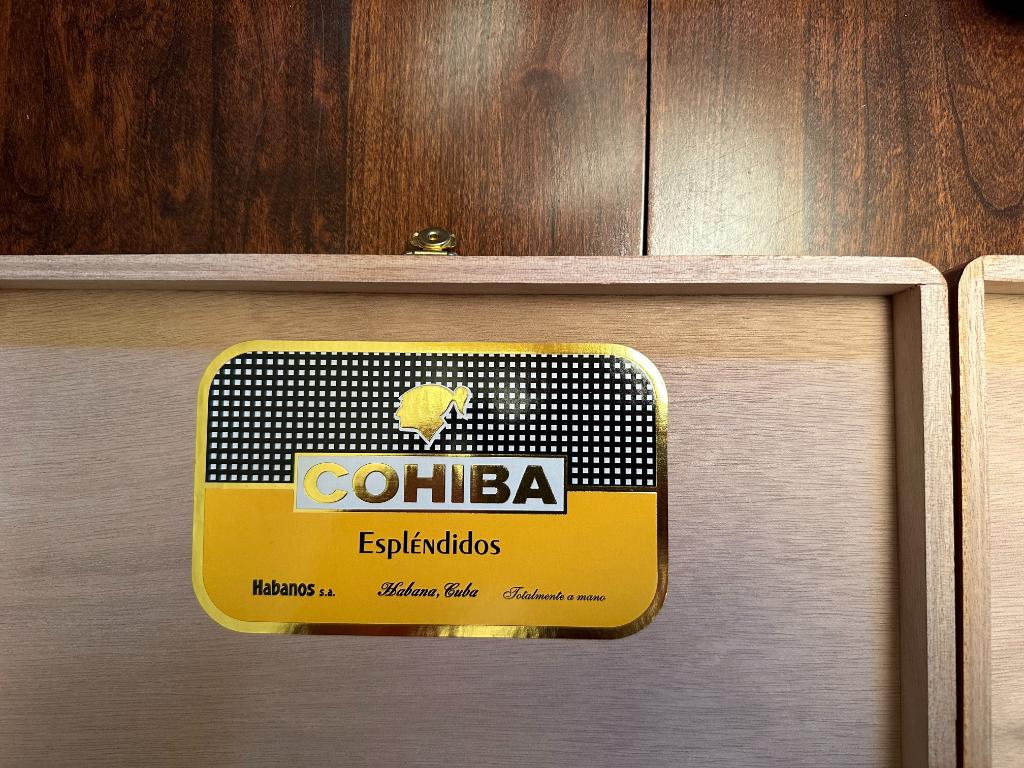 COHIBA
Espléndidos
Habanos s.a. Habana, Cuba Totalmente a mano